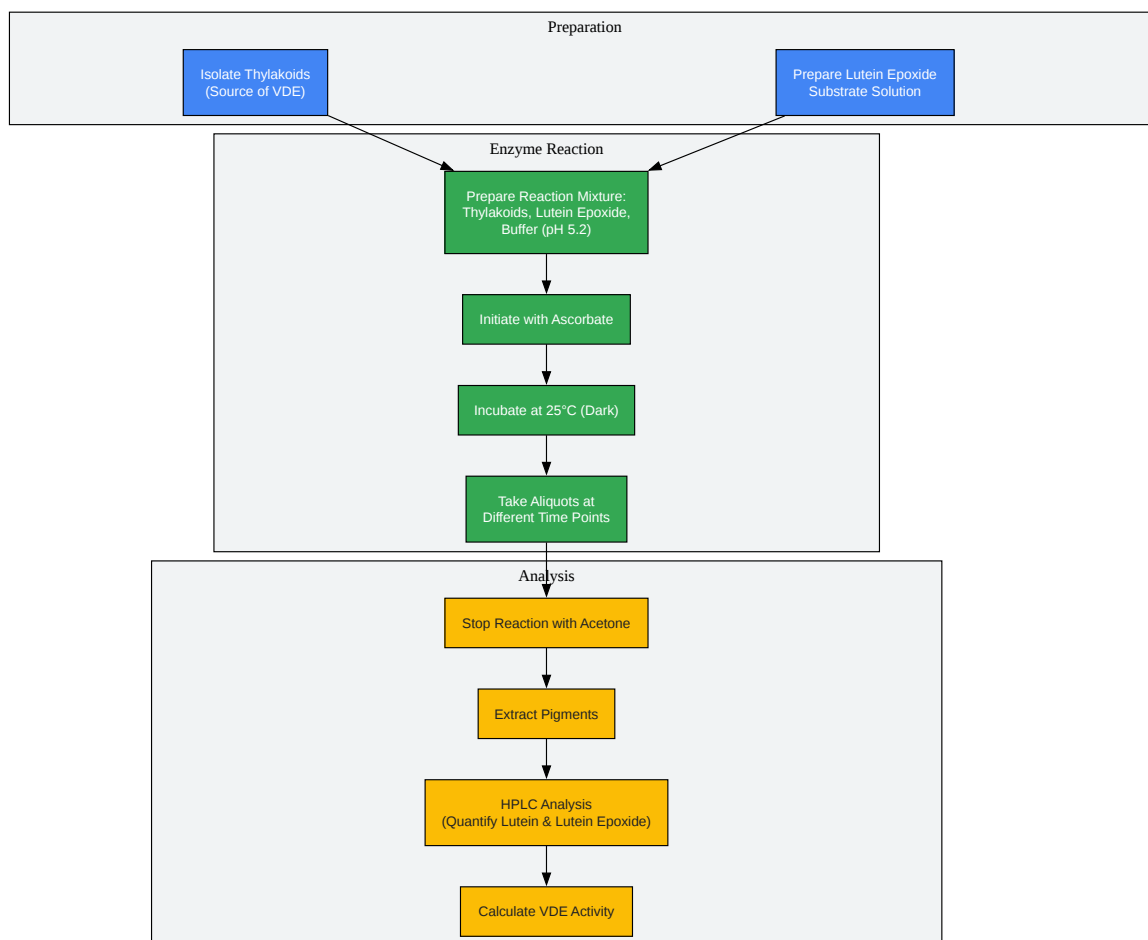 Preparation
Isolate Thylakoids
(Source of VDE)
Prepare Lutein Epoxide
Substrate Solution
Enzyme Reaction
Prepare Reaction Mixture:
Thylakoids, Lutein Epoxide,
Buffer (pH 5.2)
Initiate with Ascorbate
Incubate at 25°C (Dark)
Take Aliquots at
Different Time Points
Analysis
Stop Reaction with Acetone
Extract Pigments
HPLC Analysis
(Quantify Lutein & Lutein Epoxide)
Calculate VDE Activity